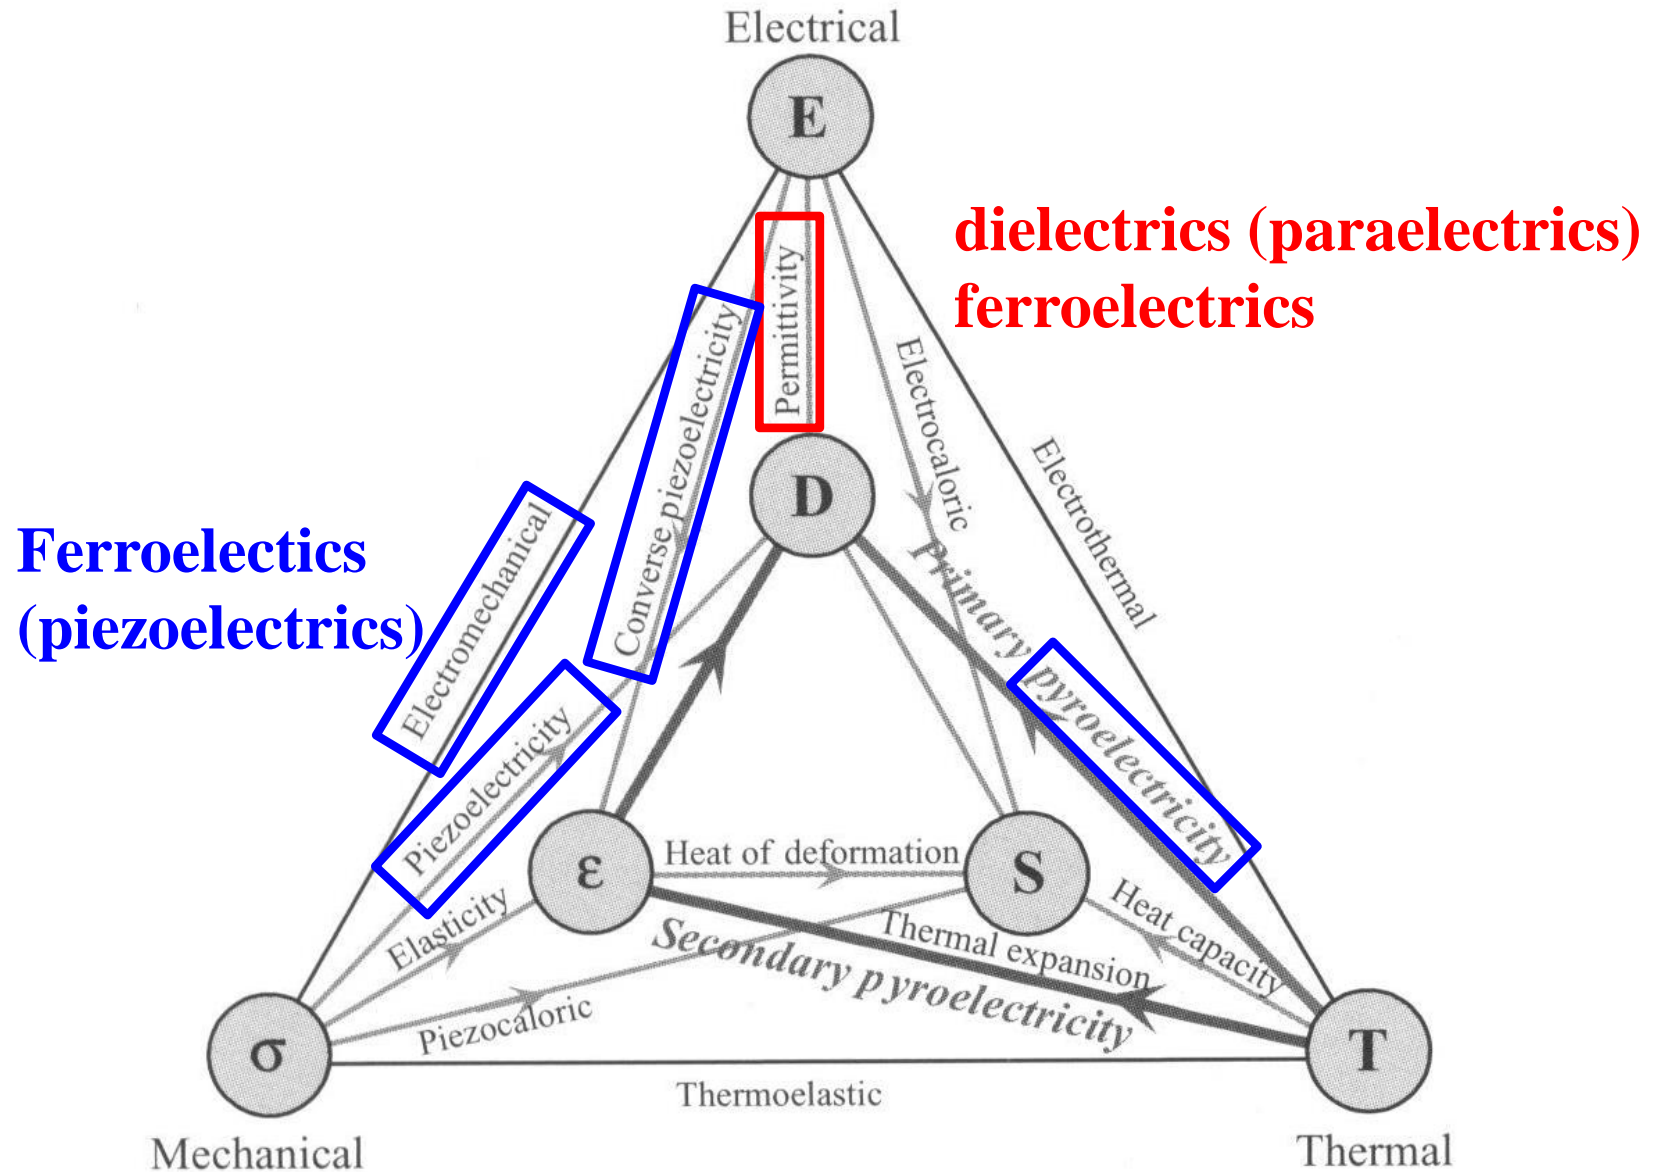 Electrical
E
dielectrics (paraelectrics)
ferroelectrics
Permittivity
Converse piezoelectricity
Electrocaloric
Electrothermal
D
Ferroelectics
(piezoelectrics)
Electromechanical
Primary pyroelectricity
Piezoelectricity
ε
Heat of deformation
S
Elasticity
Heat capacity
Thermal expansion
Secondary pyroelectricity
Piezocaloric
σ
T
Thermoelastic
Mechanical
Thermal